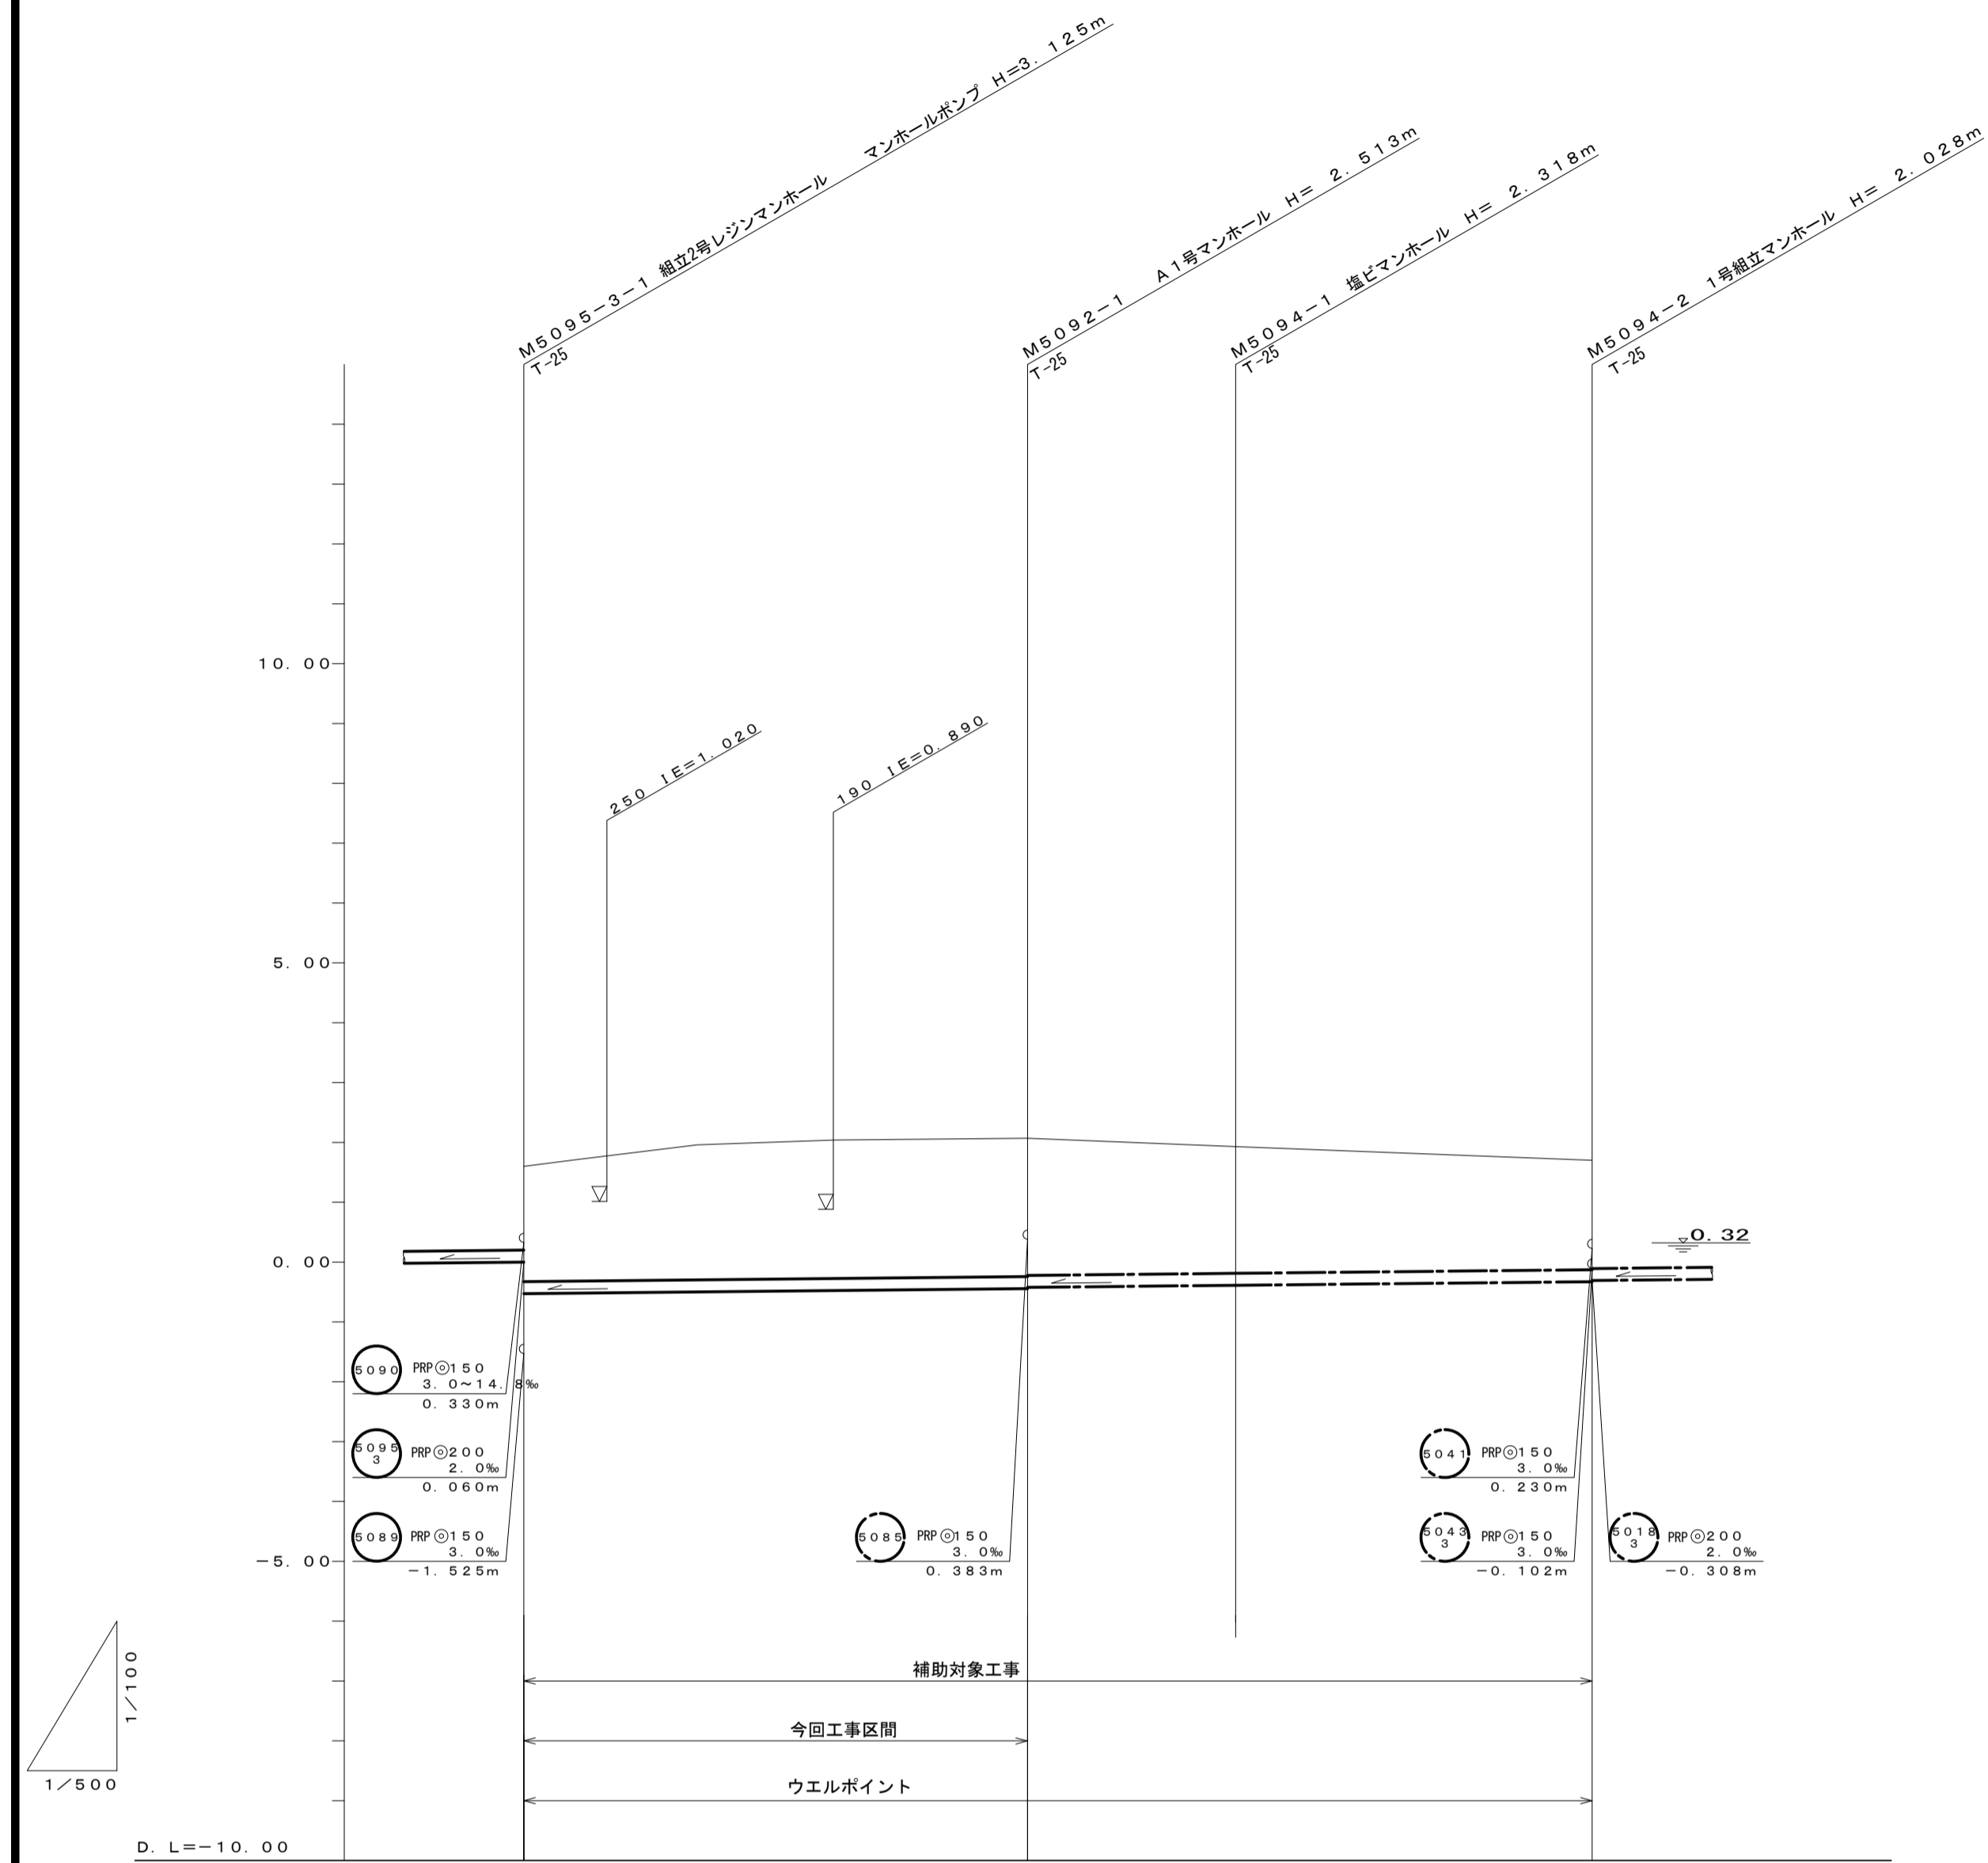 M5095-3-1 組立2号レジンマンホール マンホールポンプ H=3.125m
T-25
M5092-1 A1号マンホール H= 2.513m
T-25
M5094-1 塩ビマンホール H= 2.318m
T-25
M5094-2 1号組立マンホール H= 2.028m
T-25
10.00
250 IE=1.020
190 IE=0.890
5.00
0.32
0.00
5090 PRP◎150
3.0~14.8‰
0.330m
5095 PRP◎200
3
2.0‰
0.060m
5041 PRP◎150
3.0‰
0.230m
5089 PRP◎150
3.0‰
-1.525m
5085 PRP◎150
3.0‰
0.383m
5043 PRP◎150
3
3.0‰
-0.102m
5018 PRP◎200
3
2.0‰
-0.308m
-5.00
補助対象工事
今回工事区間
ウエルポイント
1/100
1/500
D.L=-10.00